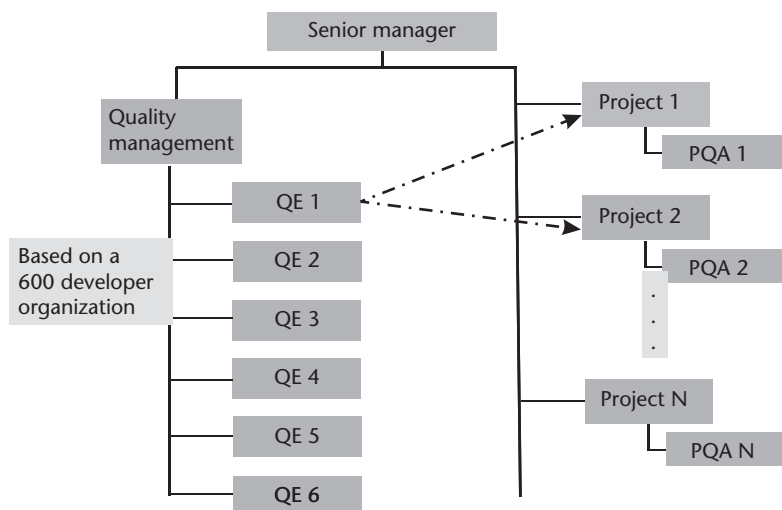 Senior manager
Quality
management
QE 1
QE 2
QE 3
QE 4
QE 5
QE 6
Based on a
600 developer
organization
Project 1
PQA 1
Project 2
PQA 2
.
.
.
Project N
PQA N